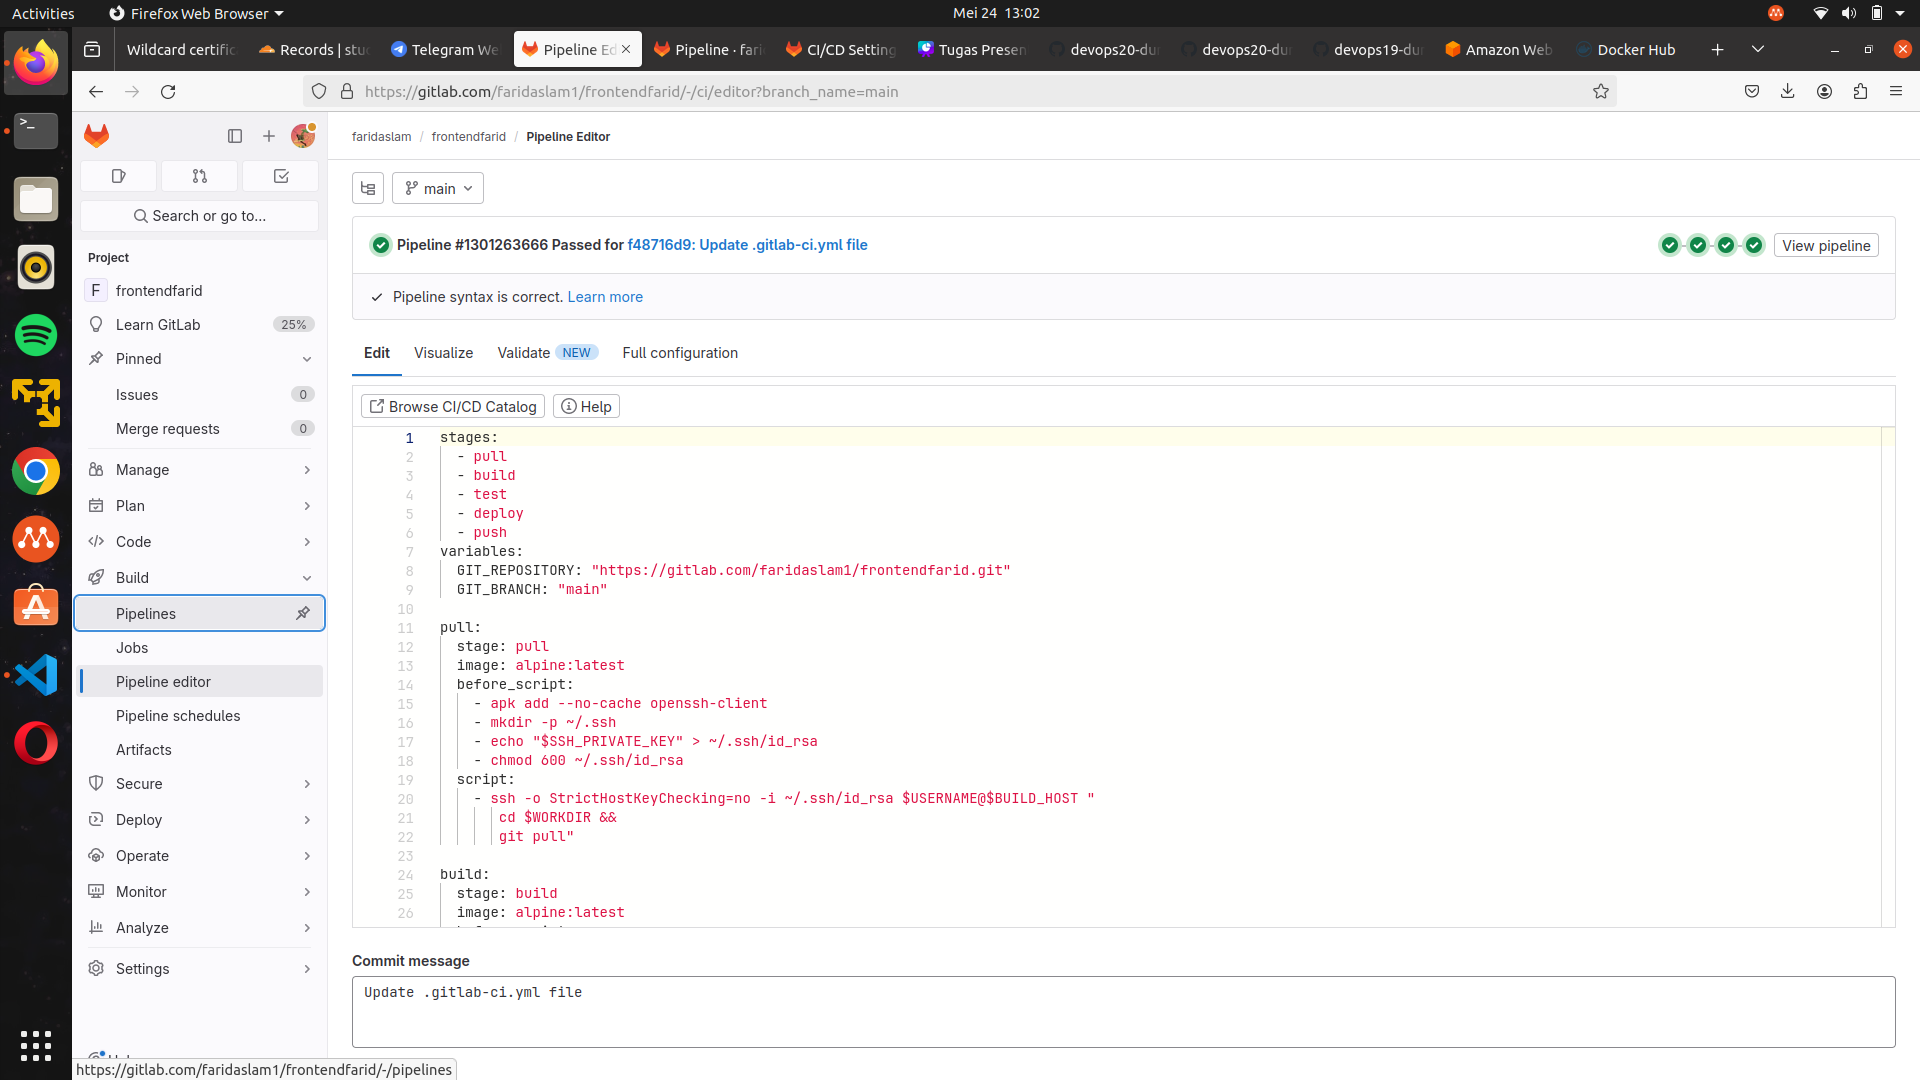 Activities
Firefox Web Browser
Mei 24 13:02
Wildcard certific
Records | stu
Telegram We
Pipeline Ed
Pipeline · fari
CI/CD Setting
Tugas Presen
devops20-du
devops20-du
devops19-du
Amazon Web
Docker Hub
https://gitlab.com/faridaslam1/frontendfarid/-/ci/editor?branch_name=main
Search or go to...
Project
F frontendfarid
Learn GitLab 25%
Pinned
Issues 0
Merge requests 0
Manage
Plan
Code
Build
Pipelines
Jobs
Pipeline editor
Pipeline schedules
Artifacts
Secure
Deploy
Operate
Monitor
Analyze
Settings
https://gitlab.com/faridaslam1/frontendfarid/-/pipelines
faridaslam / frontendfarid / Pipeline Editor
main
Pipeline #1301263666 Passed for f48716d9: Update .gitlab-ci.yml file
View pipeline
Pipeline syntax is correct. Learn more
Edit Visualize Validate NEW Full configuration
Browse CI/CD Catalog Help
1 stages:
2 - pull
3 - build
4 - test
5 - deploy
6 - push
7 variables:
8 GIT_REPOSITORY: "https://gitlab.com/faridaslam1/frontendfarid.git"
9 GIT_BRANCH: "main"
10
11 pull:
12 stage: pull
13 image: alpine:latest
14 before_script:
15 - apk add --no-cache openssh-client
16 - mkdir -p ~/.ssh
17 - echo "$SSH_PRIVATE_KEY" > ~/.ssh/id_rsa
18 - chmod 600 ~/.ssh/id_rsa
19 script:
20 - ssh -o StrictHostKeyChecking=no -i ~/.ssh/id_rsa $USERNAME@$BUILD_HOST "
21 cd $WORKDIR &&
22 git pull"
23
24 build:
25 stage: build
26 image: alpine:latest
Commit message
Update .gitlab-ci.yml file